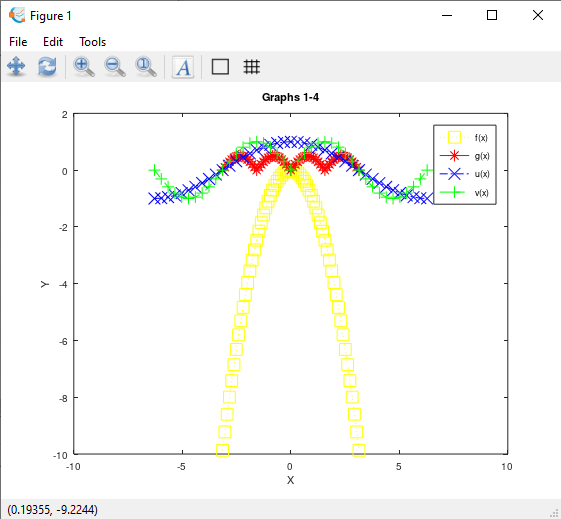 Figure 1
File Edit Tools
A
Graphs 1-4
2
0
-2
-4
-6
-8
-10
Y
f(x)
g(x)
u(x)
v(x)
-10 -5 0 5 10
X
(0.19355, -9.2244)